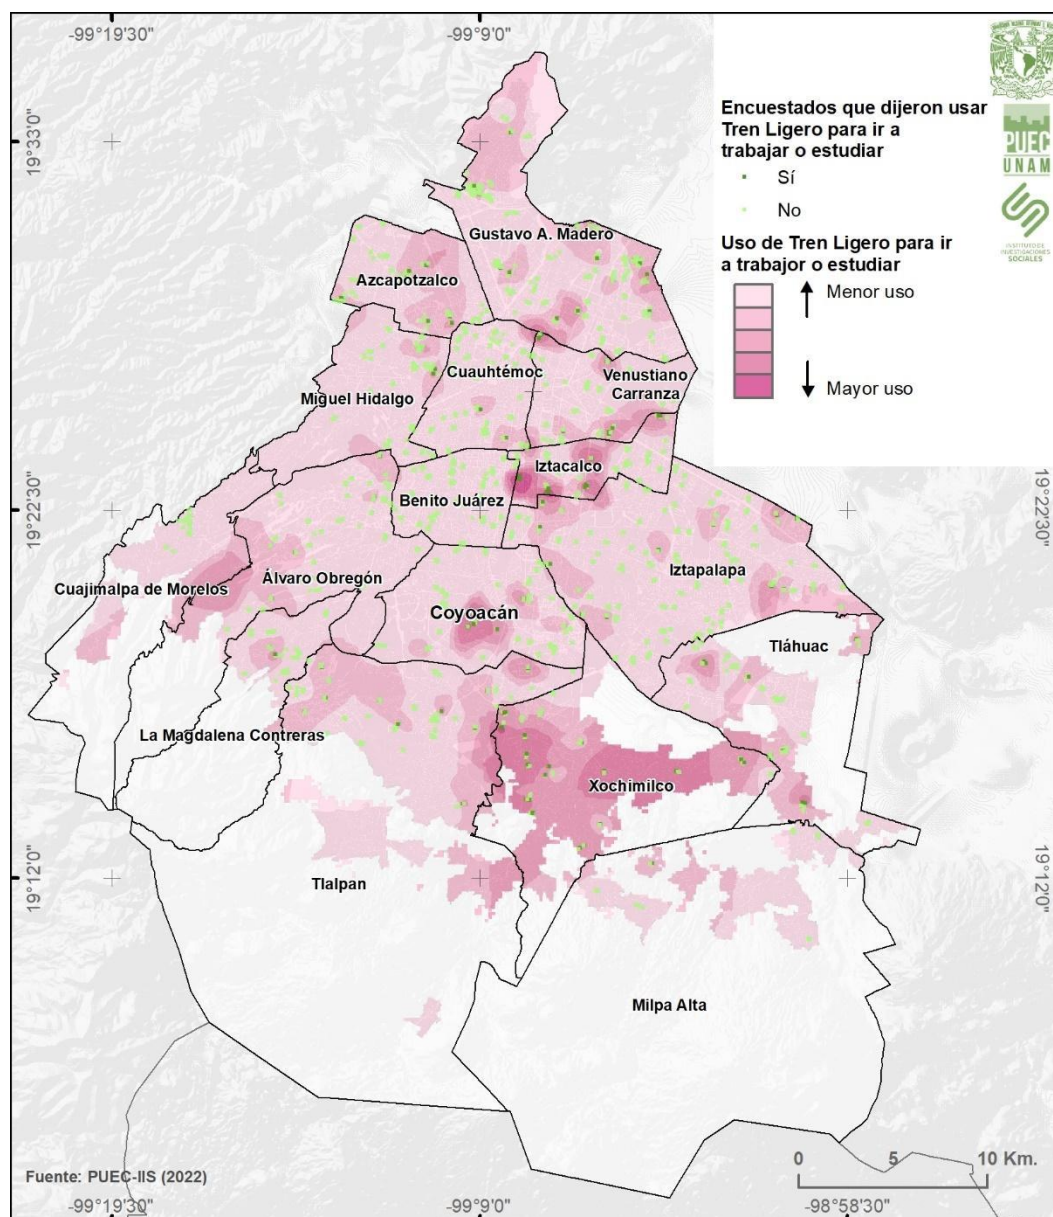 -99°19'30"
-99°9'0"
19°33'0"
Encuestados que dijeron usar
Tren Ligero para ir a
trabajar o estudiar
Sí
No
Uso de Tren Ligero para ir
a trabajor o estudiar
Menor uso
Mayor uso
PUEC
UNAM
INSTITUTO DE
INVESTIGACIONES
SOCIALES
Gustavo A. Madero
Azcapotzalco
Cuauhtémoc
Venustiano
Carranza
Miguel Hidalgo
Iztacalco
Benito Juárez
19°22'30"
19°22'30"
Cuajimalpa de Morelos
Álvaro Obregón
Iztapalapa
Coyoacán
Tláhuac
La Magdalena Contreras
Xochimilco
Tlalpan
19°12'0"
19°12'0"
Milpa Alta
Fuente: PUEC-IIS (2022)
0 5 10 Km.
-99°19'30"
-99°9'0"
-98°58'30"